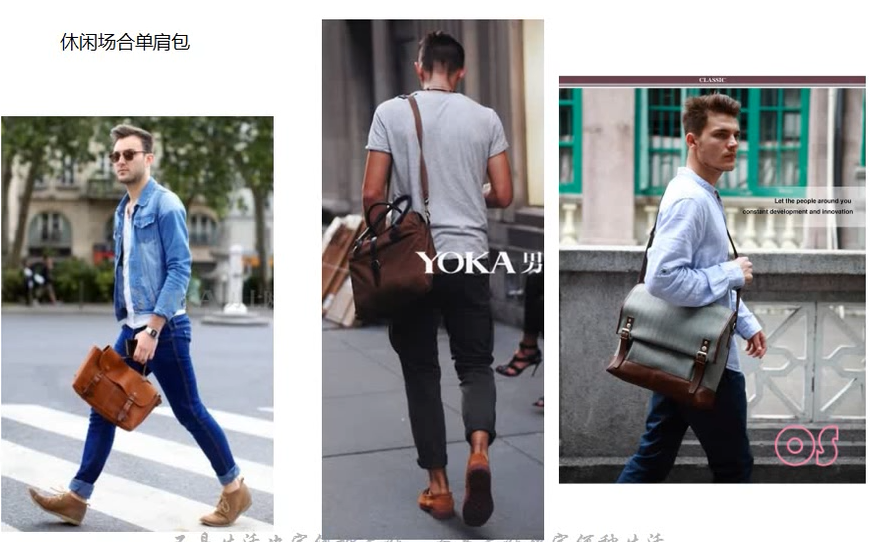 休闲场合单肩包
CLASSIC
Let the people around you
constant development and innovation
YOKA 男
OS